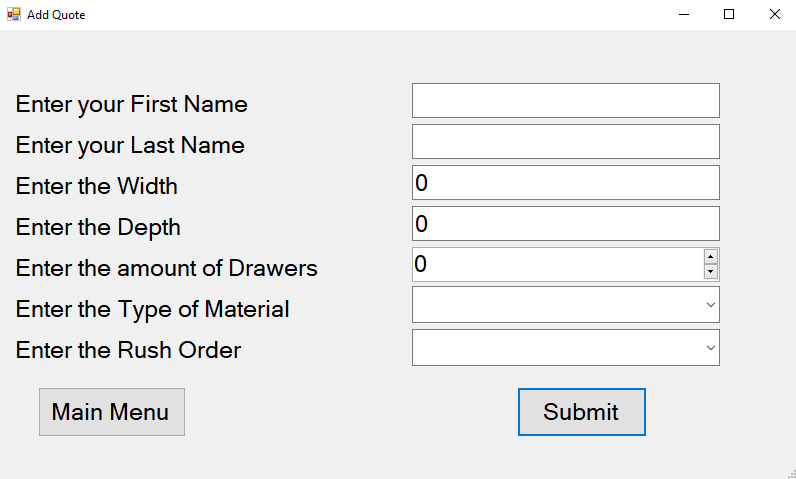 Add Quote
Enter your First Name
Enter your Last Name
Enter the Width 0
Enter the Depth 0
Enter the amount of Drawers 0
Enter the Type of Material
Enter the Rush Order
Main Menu Submit